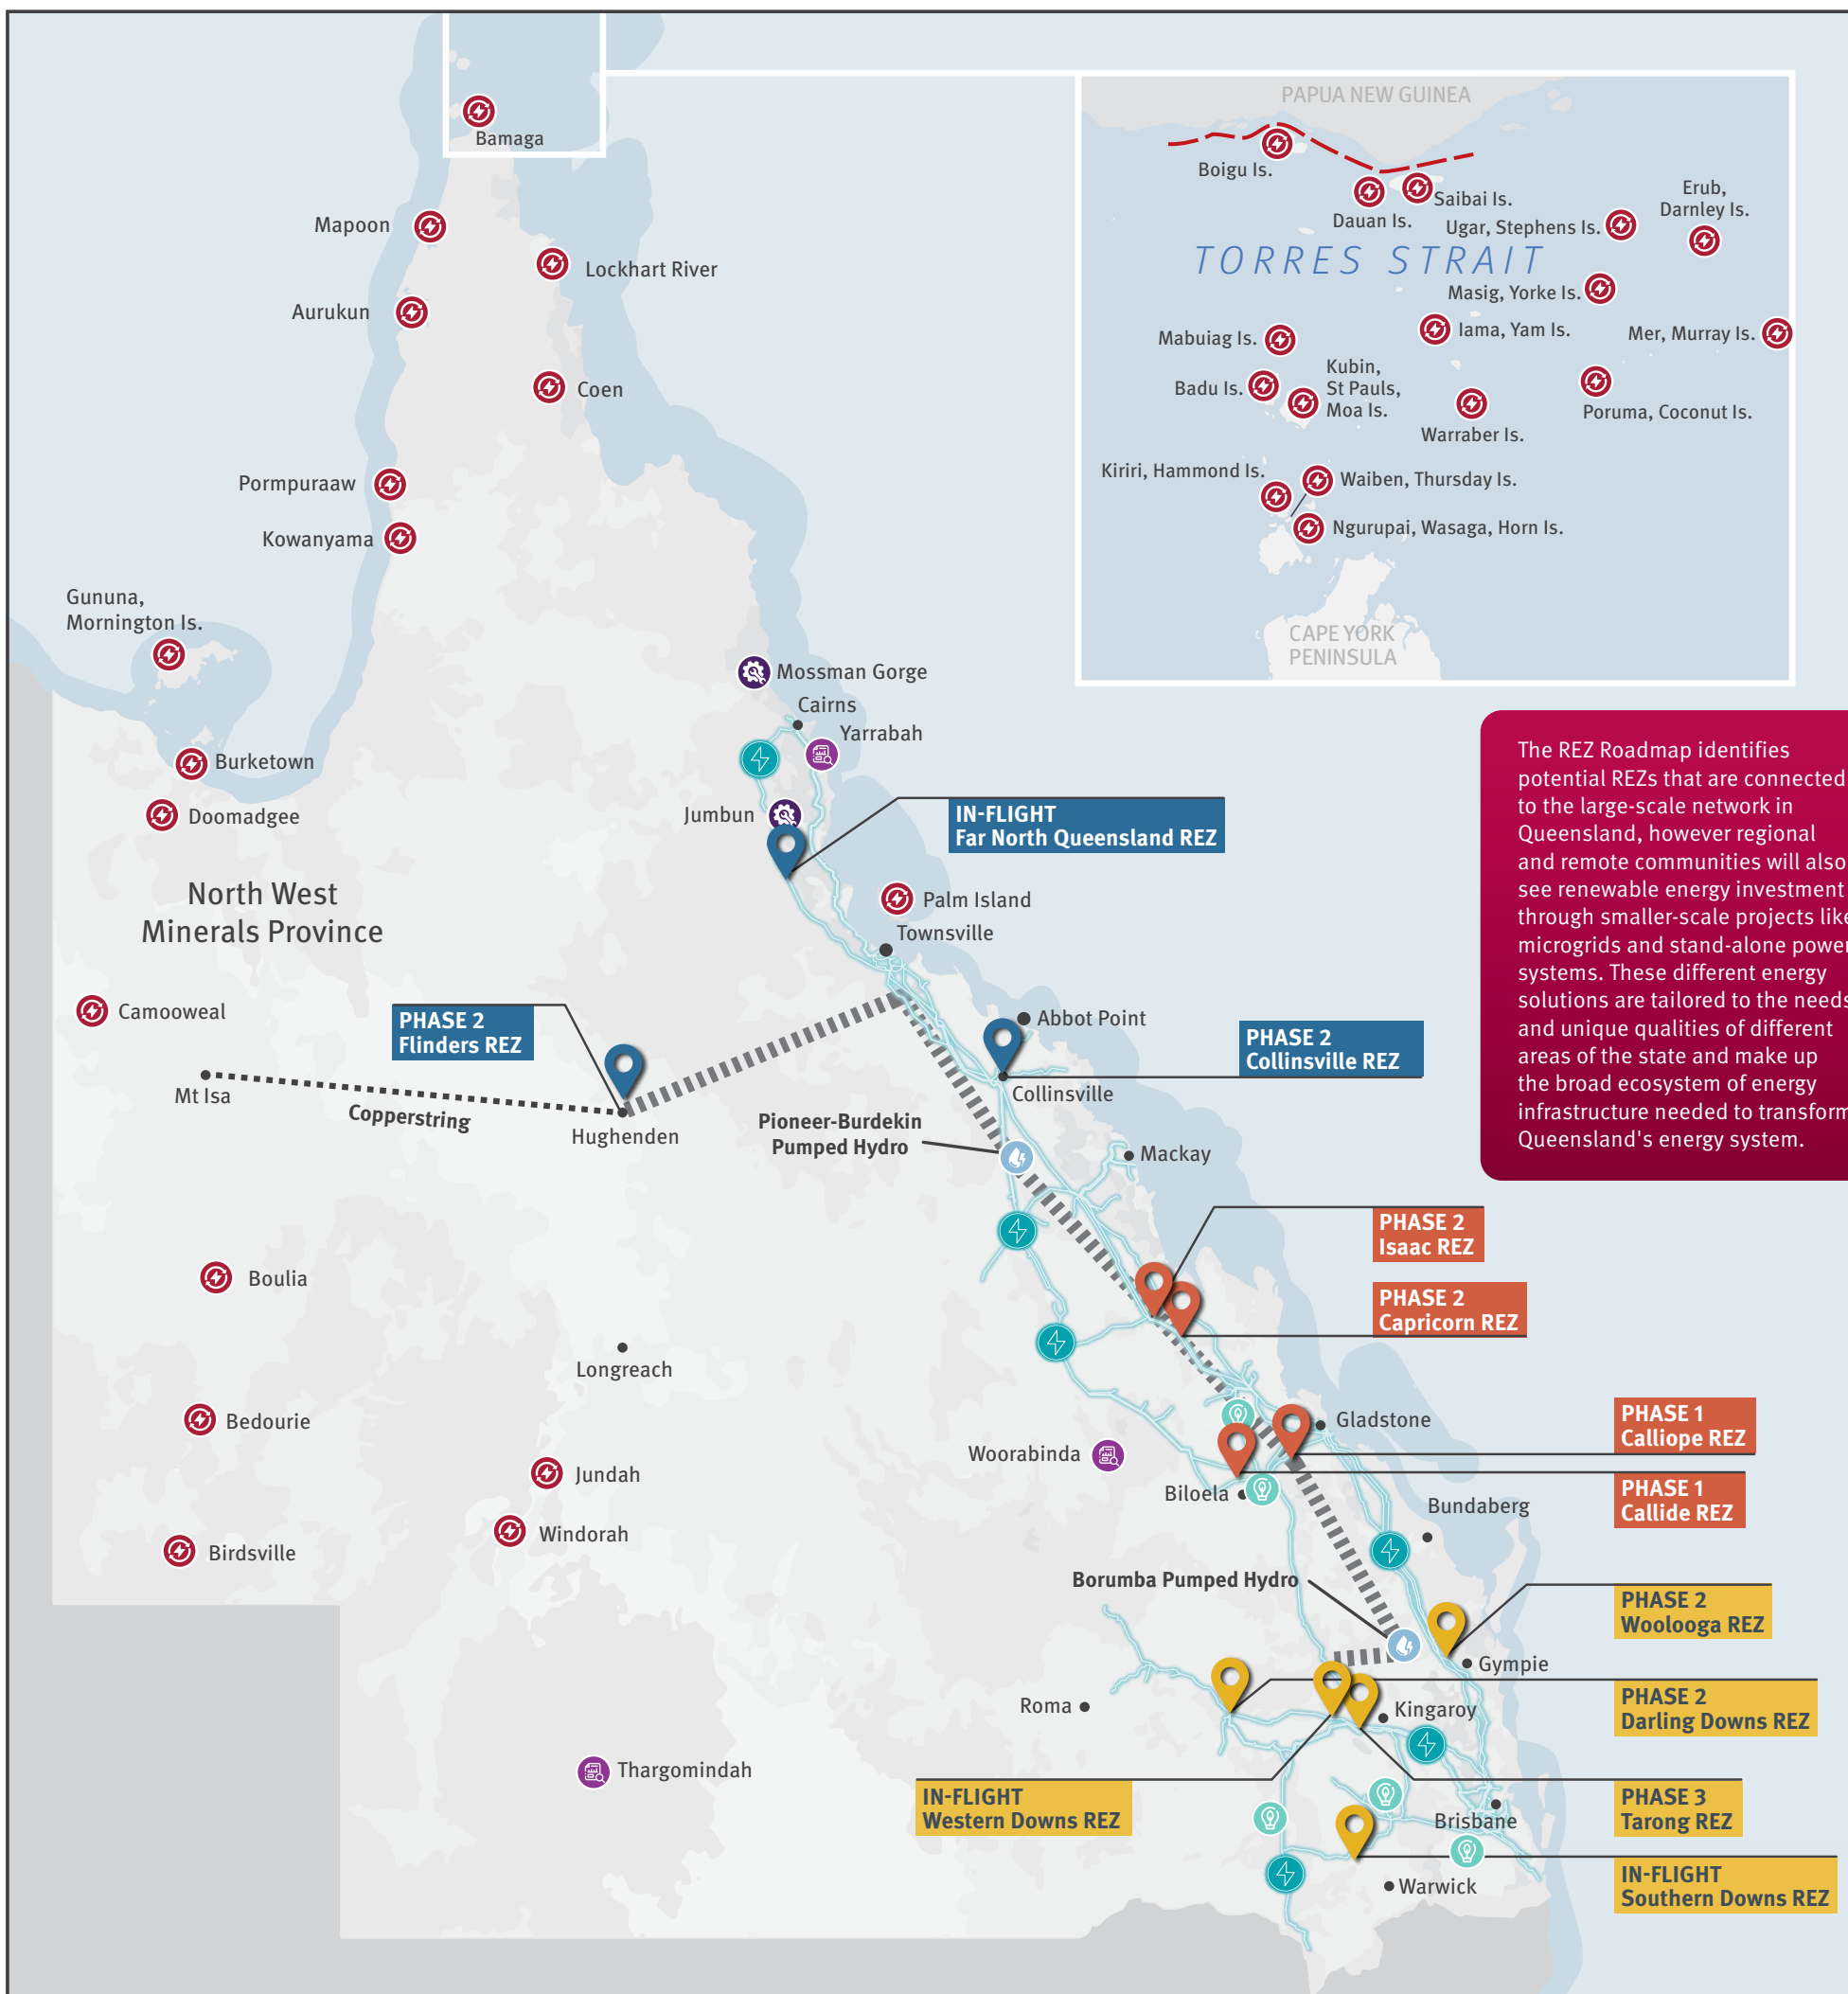 Bamaga
Mapoon
Lockhart River
Aurukun
Coen
Pormpuraaw
Kowanyama
Gununa,
Mornington Is.
Burketown
Doomadgee
North West
Minerals Province
Camooweal
Mt Isa
Copperstring
PHASE 2
Flinders REZ
Hughenden
Mossman Gorge
Cairns
Yarrabah
Jumbun
IN-FLIGHT
Far North Queensland REZ
Palm Island
Townsville
Abbot Point
PHASE 2
Collinsville REZ
Collinsville
Pioneer-Burdekin
Pumped Hydro
Mackay
PAPUA NEW GUINEA
Boigu Is.
Dauan Is.
Saibai Is.
Ugar, Stephens Is.
Erub,
Darnley Is.
TORRES STRAIT
Masig, Yorke Is.
Mabuiag Is.
Iama, Yam Is.
Mer, Murray Is.
Badu Is.
Kubin,
St Pauls,
Moa Is.
Warraber Is.
Poruma, Coconut Is.
Kiriri, Hammond Is.
Waiben, Thursday Is.
Ngurupai, Wasaga, Horn Is.
CAPE YORK
PENINSULA
The REZ Roadmap identifies
potential REZs that are connected
to the large-scale network in
Queensland, however regional
and remote communities will also
see renewable energy investment
through smaller-scale projects like
microgrids and stand-alone power
systems. These different energy
solutions are tailored to the needs
and unique qualities of different
areas of the state and make up
the broad ecosystem of energy
infrastructure needed to transform
Queensland's energy system.
PHASE 2
Isaac REZ
PHASE 2
Capricorn REZ
Boulia
Longreach
Bedourie
Jundah
Windorah
Birdsville
Woorabinda
Gladstone
PHASE 1
Calliope REZ
Biloela
PHASE 1
Callide REZ
Bundaberg
Borumba Pumped Hydro
PHASE 2
Woolooga REZ
Gympie
Roma
Kingaroy
PHASE 2
Darling Downs REZ
Thargomindah
IN-FLIGHT
Western Downs REZ
PHASE 3
Tarong REZ
Brisbane
Warwick
IN-FLIGHT
Southern Downs REZ